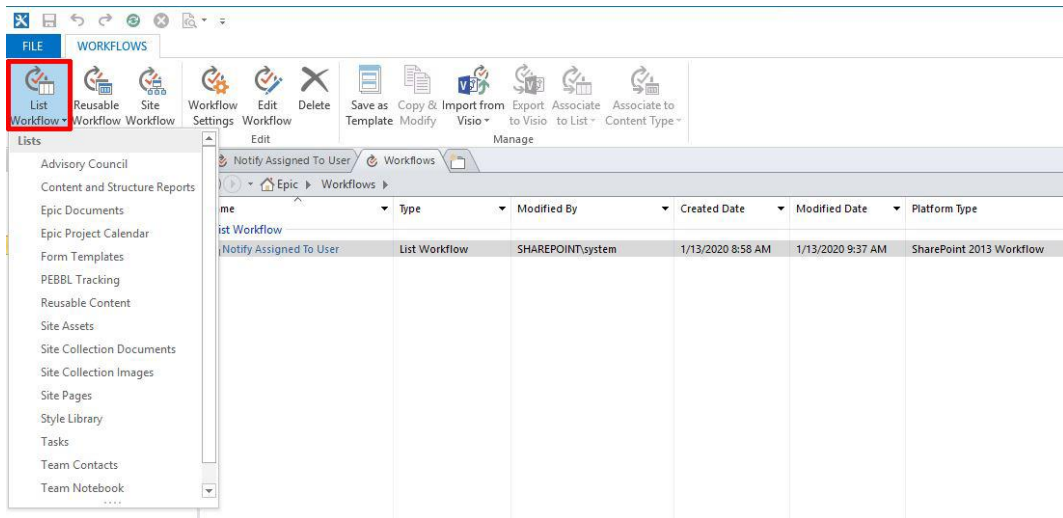 FILE WORKFLOWS
List Workflow
Reusable Workflow
Site Workflow
Workflow Settings
Edit Workflow
Delete
Save as Template
Copy & Modify
Import from Visio
Export to Visio
Associate to List
Associate to Content Type
Edit
Manage
Lists
Advisory Council
Content and Structure Reports
Epic Documents
Epic Project Calendar
Form Templates
PEBBL Tracking
Reusable Content
Site Assets
Site Collection Documents
Site Collection Images
Site Pages
Style Library
Tasks
Team Contacts
Team Notebook
Notify Assigned To User Workflows
Epic Workflows
me Type Modified By Created Date Modified Date Platform Type
ist Workflow
Notify Assigned To User List Workflow SHAREPOINT\system 1/13/2020 8:58 AM 1/13/2020 9:37 AM SharePoint 2013 Workflow